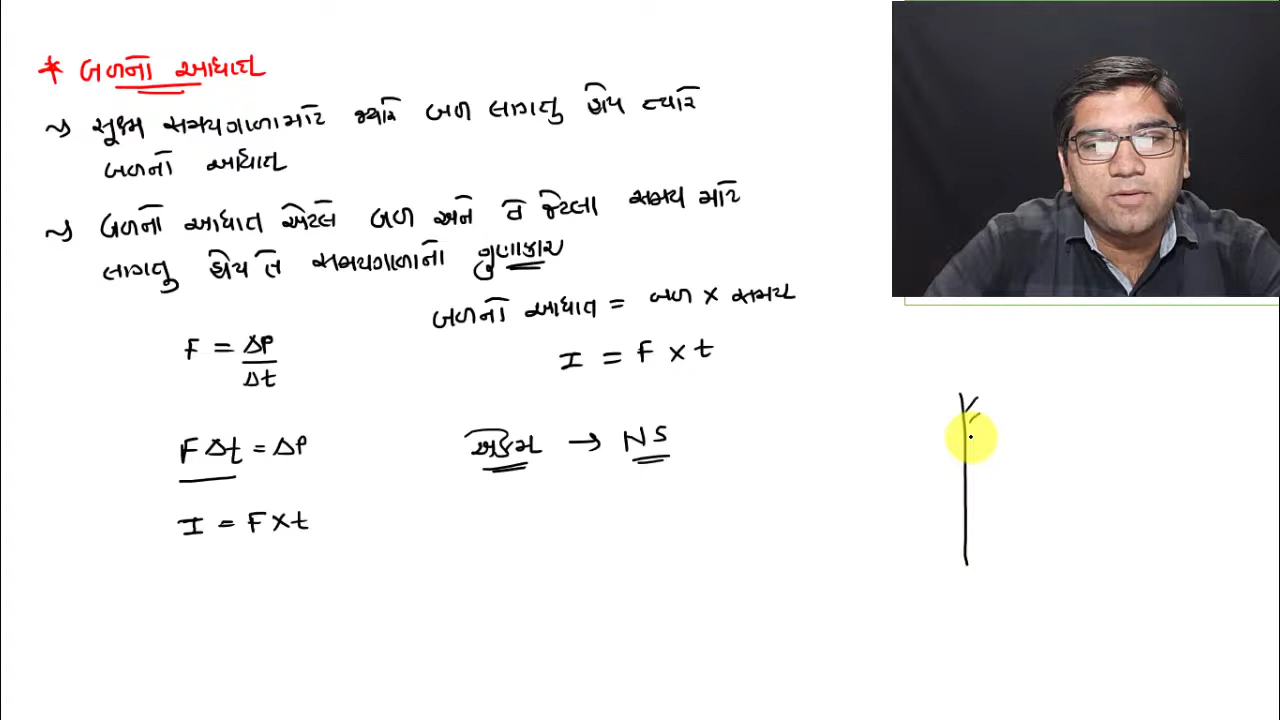 * બળનો આઘાત
~> સૂક્ષ્મ સમયગાળા માટે જ્યારે બળ લાગતુ હોય ત્યારે
બળનો આઘાત
~> બળનો આઘાત એટલે બળ અને તે જેટલા સમય માટે
લાગતુ હોય તે સમયગાળાનો ગુણાકાર
બળનો આઘાત = બળ × સમય
F = ΔP/Δt
I = F × t
FΔt = ΔP
એકમ → NS
I = F×t